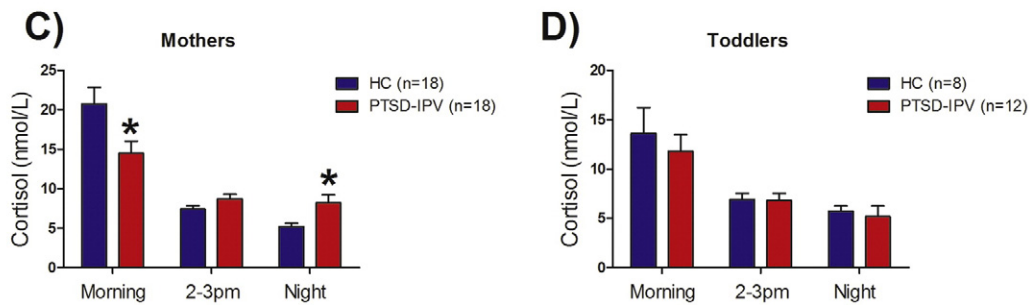 C)
Mothers
Cortisol (nmol/L)
25
20
15
10
5
0
HC (n=18)
PTSD-IPV (n=18)
*
*
Morning 2-3pm Night
D)
Toddlers
Cortisol (nmol/L)
20
15
10
5
0
HC (n=8)
PTSD-IPV (n=12)
Morning 2-3pm Night